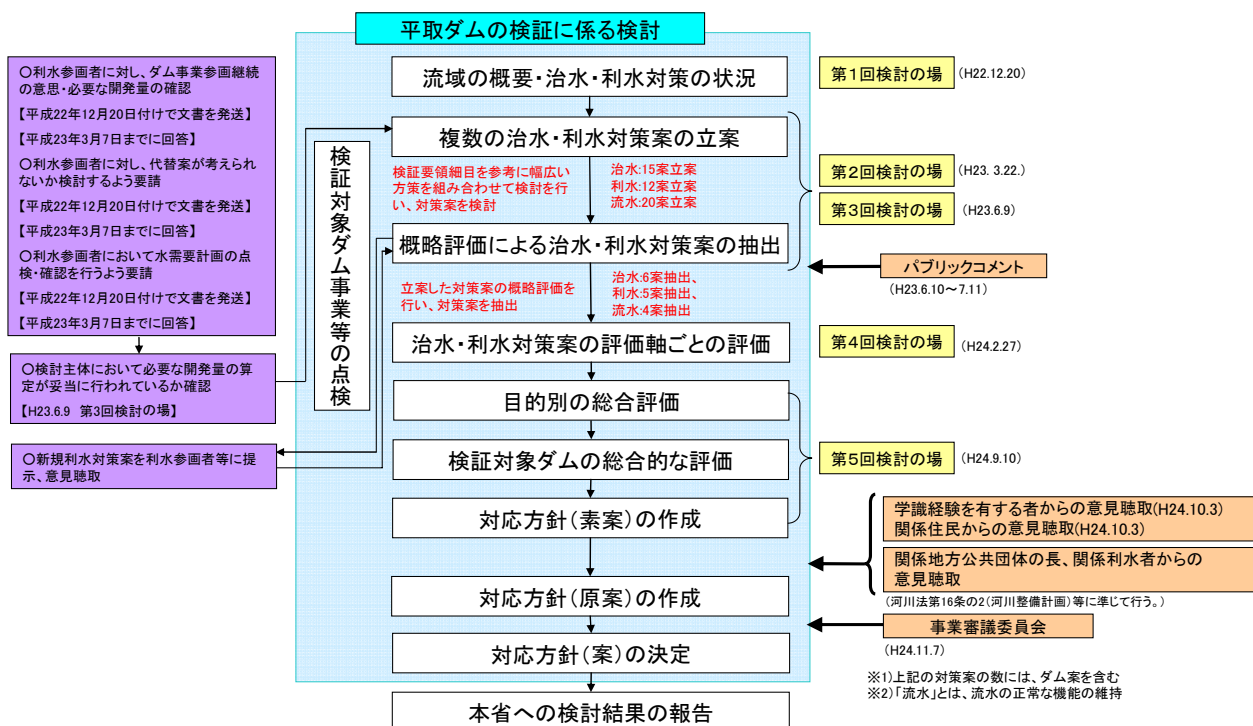 平取ダムの検証に係る検討
〇利水参画者に対し、ダム事業参画継続
の意思・必要な開発量の確認
【平成22年12月20日付けで文書を発送】
【平成23年3月7日までに回答】
〇利水参画者に対し、代替案が考えられ
ないか検討するよう要請
【平成22年12月20日付けで文書を発送】
【平成23年3月7日までに回答】
〇利水参画者において水需要計画の点
検・確認を行うよう要請
【平成22年12月20日付けで文書を発送】
【平成23年3月7日までに回答】
〇検討主体において必要な開発量の算
定が妥当に行われているか確認
【H23.6.9 第3回検討の場】
〇新規利水対策案を利水参画者等に提
示、意見聴取
検証対象ダム事業等の点検
流域の概要・治水・利水対策の状況
複数の治水・利水対策案の立案
検証要領細目を参考に幅広い
方策を組み合わせて検討を行
い、対策案を検討
治水:15案立案
利水:12案立案
流水:20案立案
概略評価による治水・利水対策案の抽出
立案した対策案の概略評価を
行い、対策案を抽出
治水:6案抽出、
利水:5案抽出、
流水:4案抽出
治水・利水対策案の評価軸ごとの評価
目的別の総合評価
検証対象ダムの総合的な評価
対応方針(素案)の作成
対応方針(原案)の作成
対応方針(案)の決定
本省への検討結果の報告
第1回検討の場 (H22.12.20)
第2回検討の場 (H23. 3.22.)
第3回検討の場 (H23.6.9)
パブリックコメント
(H23.6.10～7.11)
第4回検討の場 (H24.2.27)
第5回検討の場 (H24.9.10)
学識経験を有する者からの意見聴取(H24.10.3)
関係住民からの意見聴取(H24.10.3)
関係地方公共団体の長、関係利水者からの
意見聴取
(河川法第16条の2(河川整備計画)等に準じて行う。)
事業審議委員会
(H24.11.7)
※1)上記の対策案の数には、ダム案を含む
※2)「流水」とは、流水の正常な機能の維持